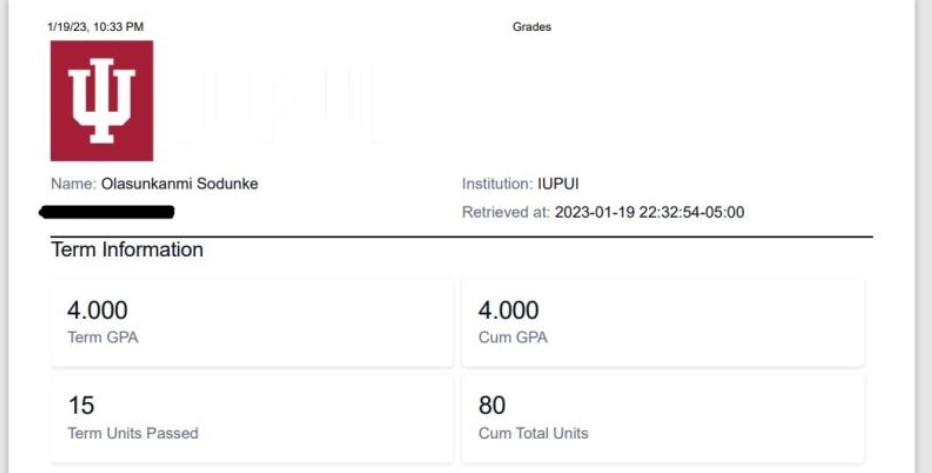 1/19/23, 10:33 PM Grades
Name: Olasunkanmi Sodunke Institution: IUPUI
Retrieved at: 2023-01-19 22:32:54-05:00
Term Information
4.000 4.000
Term GPA Cum GPA
15 80
Term Units Passed Cum Total Units